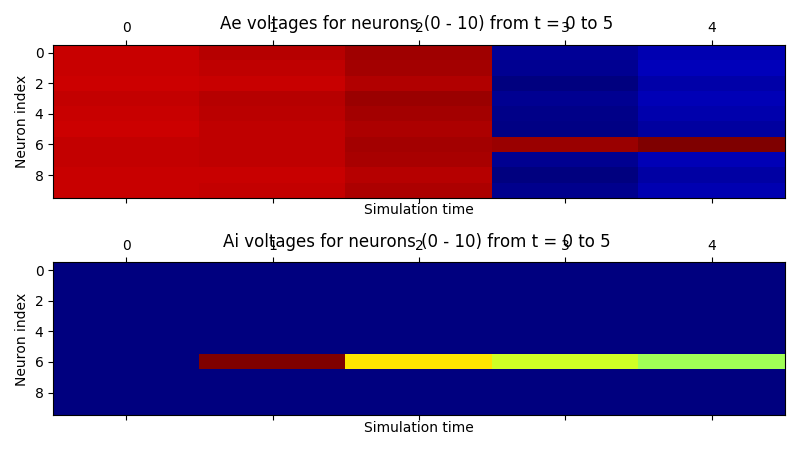 Ae voltages for neurons (0 - 10) from t = 0 to 5
0 1 2 3 4
0
2
4
6
8
Neuron index
Simulation time
Ai voltages for neurons (0 - 10) from t = 0 to 5
0 1 2 3 4
0
2
4
6
8
Neuron index
Simulation time